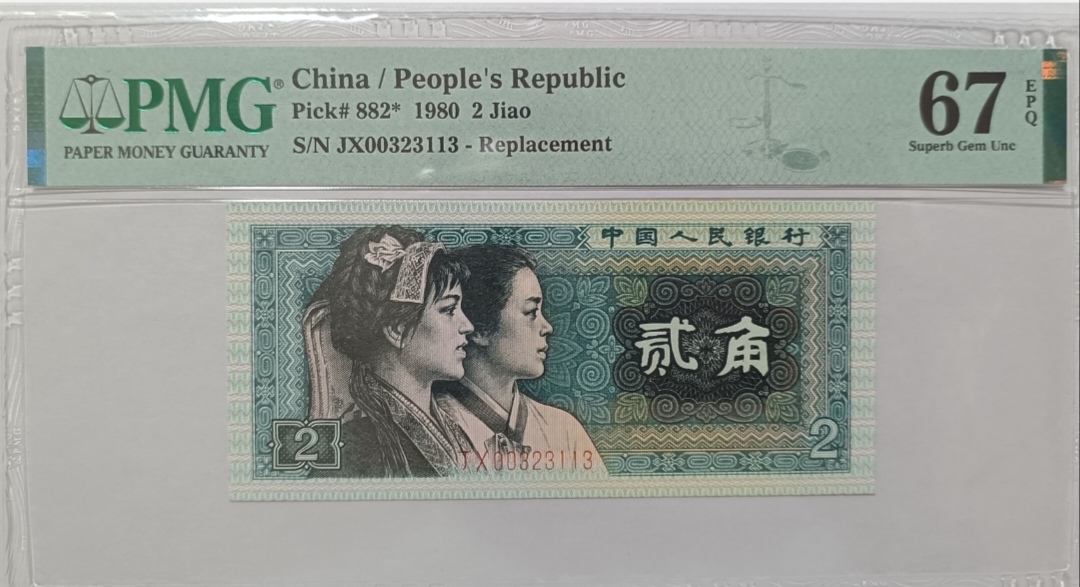 PMG®
PAPER MONEY GUARANTY
China / People's Republic
Pick# 882* 1980 2 Jiao
S/N JX00323113 - Replacement
67
EPQ
Superb Gem Unc
中国人民银行
贰角
2
2
JX00323113